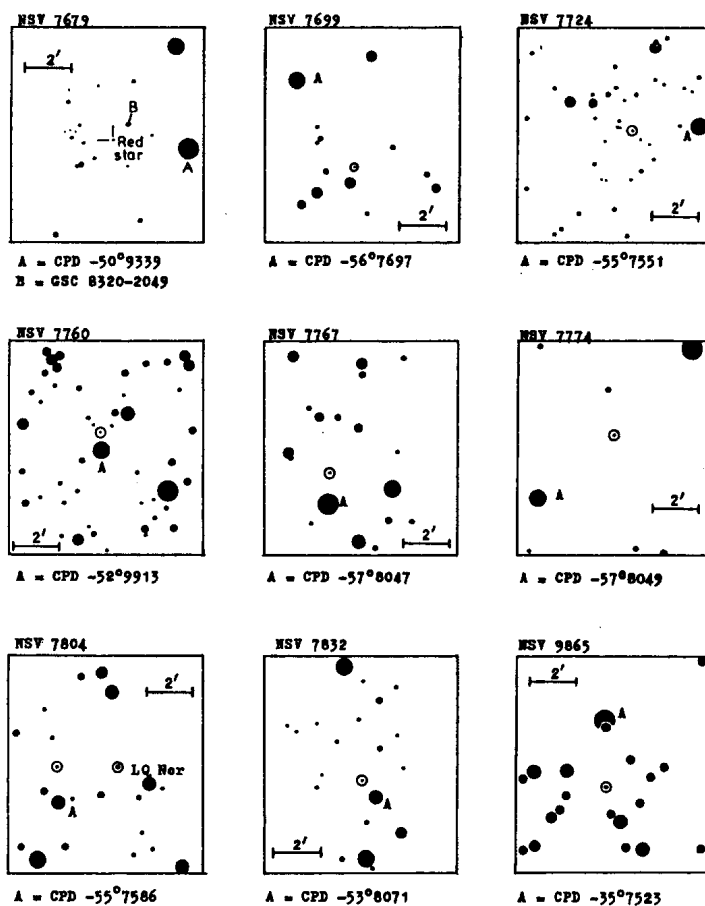 NSV 7679
NSV 7699
NSV 7724
2'
B
Red
star
A
A
2'
A
2'
A = CPD -50°9339
B = GSC 8320-2049
A = CPD -56°7697
A = CPD -55°7551
NSV 7760
NSV 7767
NSV 7774
A
2'
A
2'
A
2'
A = CPD -52°9913
A = CPD -57°8047
A = CPD -57°8049
NSV 7804
NSV 7832
NSV 9865
2'
LQ Nor
A
A
2'
2'
A
A = CPD -55°7586
A = CPD -53°8071
A = CPD -35°7523